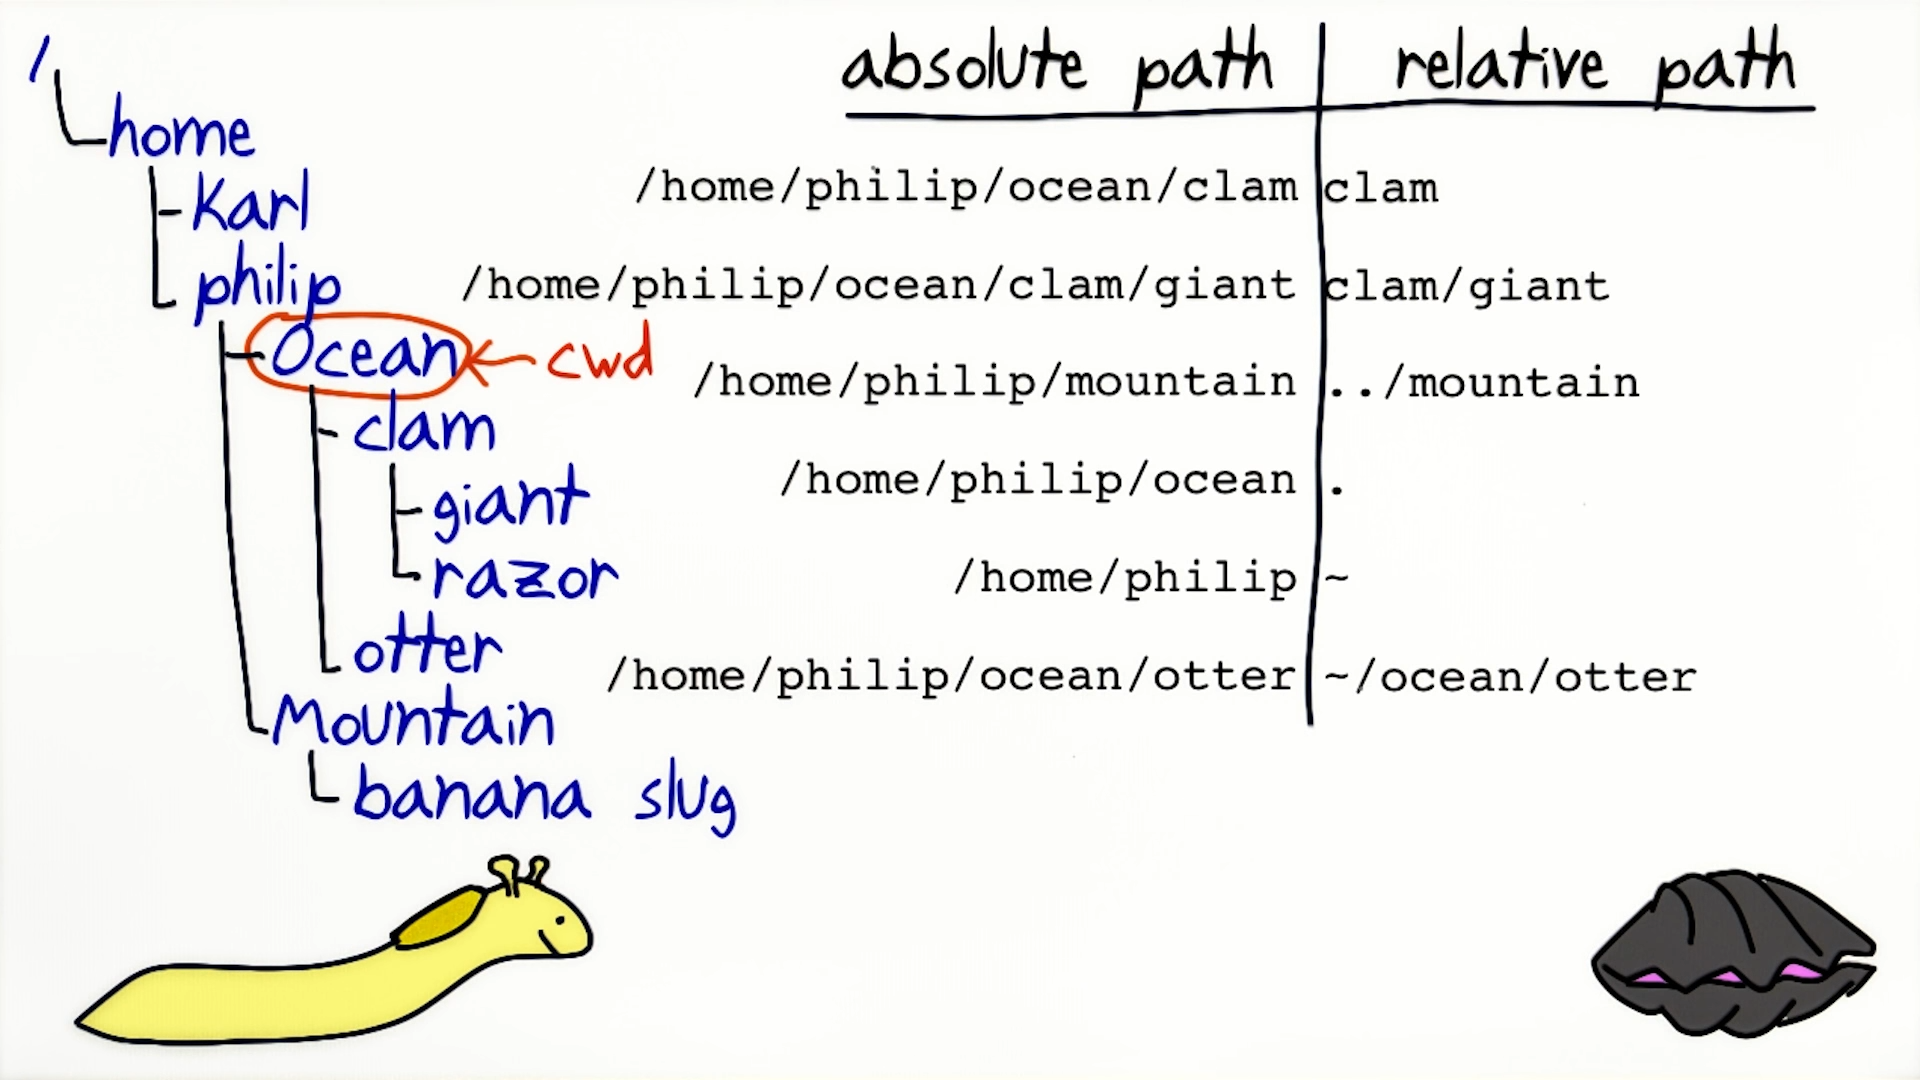 /
home
Karl
philip
Ocean ← cwd
clam
giant
razor
otter
Mountain
banana slug
absolute path | relative path
/home/philip/ocean/clam | clam
/home/philip/ocean/clam/giant | clam/giant
/home/philip/mountain | ../mountain
/home/philip/ocean | .
/home/philip | ~
/home/philip/ocean/otter | ~/ocean/otter